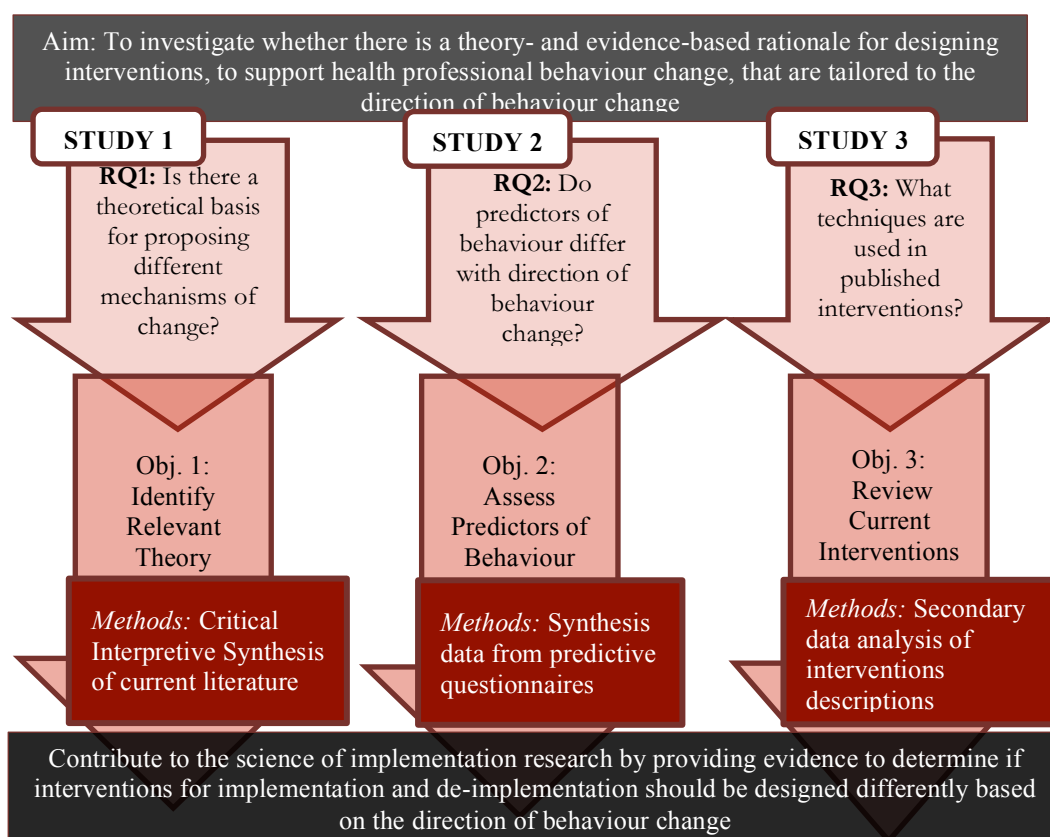 Aim: To investigate whether there is a theory- and evidence-based rationale for designing
interventions, to support health professional behaviour change, that are tailored to the
direction of behaviour change
STUDY 1
RQ1: Is there a
theoretical basis
for proposing
different
mechanisms of
change?
Obj. 1:
Identify
Relevant
Theory
Methods: Critical
Interpretive Synthesis
of current literature
STUDY 2
RQ2: Do
predictors of
behaviour differ
with direction of
behaviour
change?
Obj. 2:
Assess
Predictors of
Behaviour
Methods: Synthesis
data from predictive
questionnaires
STUDY 3
RQ3: What
techniques are
used in
published
interventions?
Obj. 3:
Review
Current
Interventions
Methods: Secondary
data analysis of
interventions
descriptions
Contribute to the science of implementation research by providing evidence to determine if
interventions for implementation and de-implementation should be designed differently based
on the direction of behaviour change